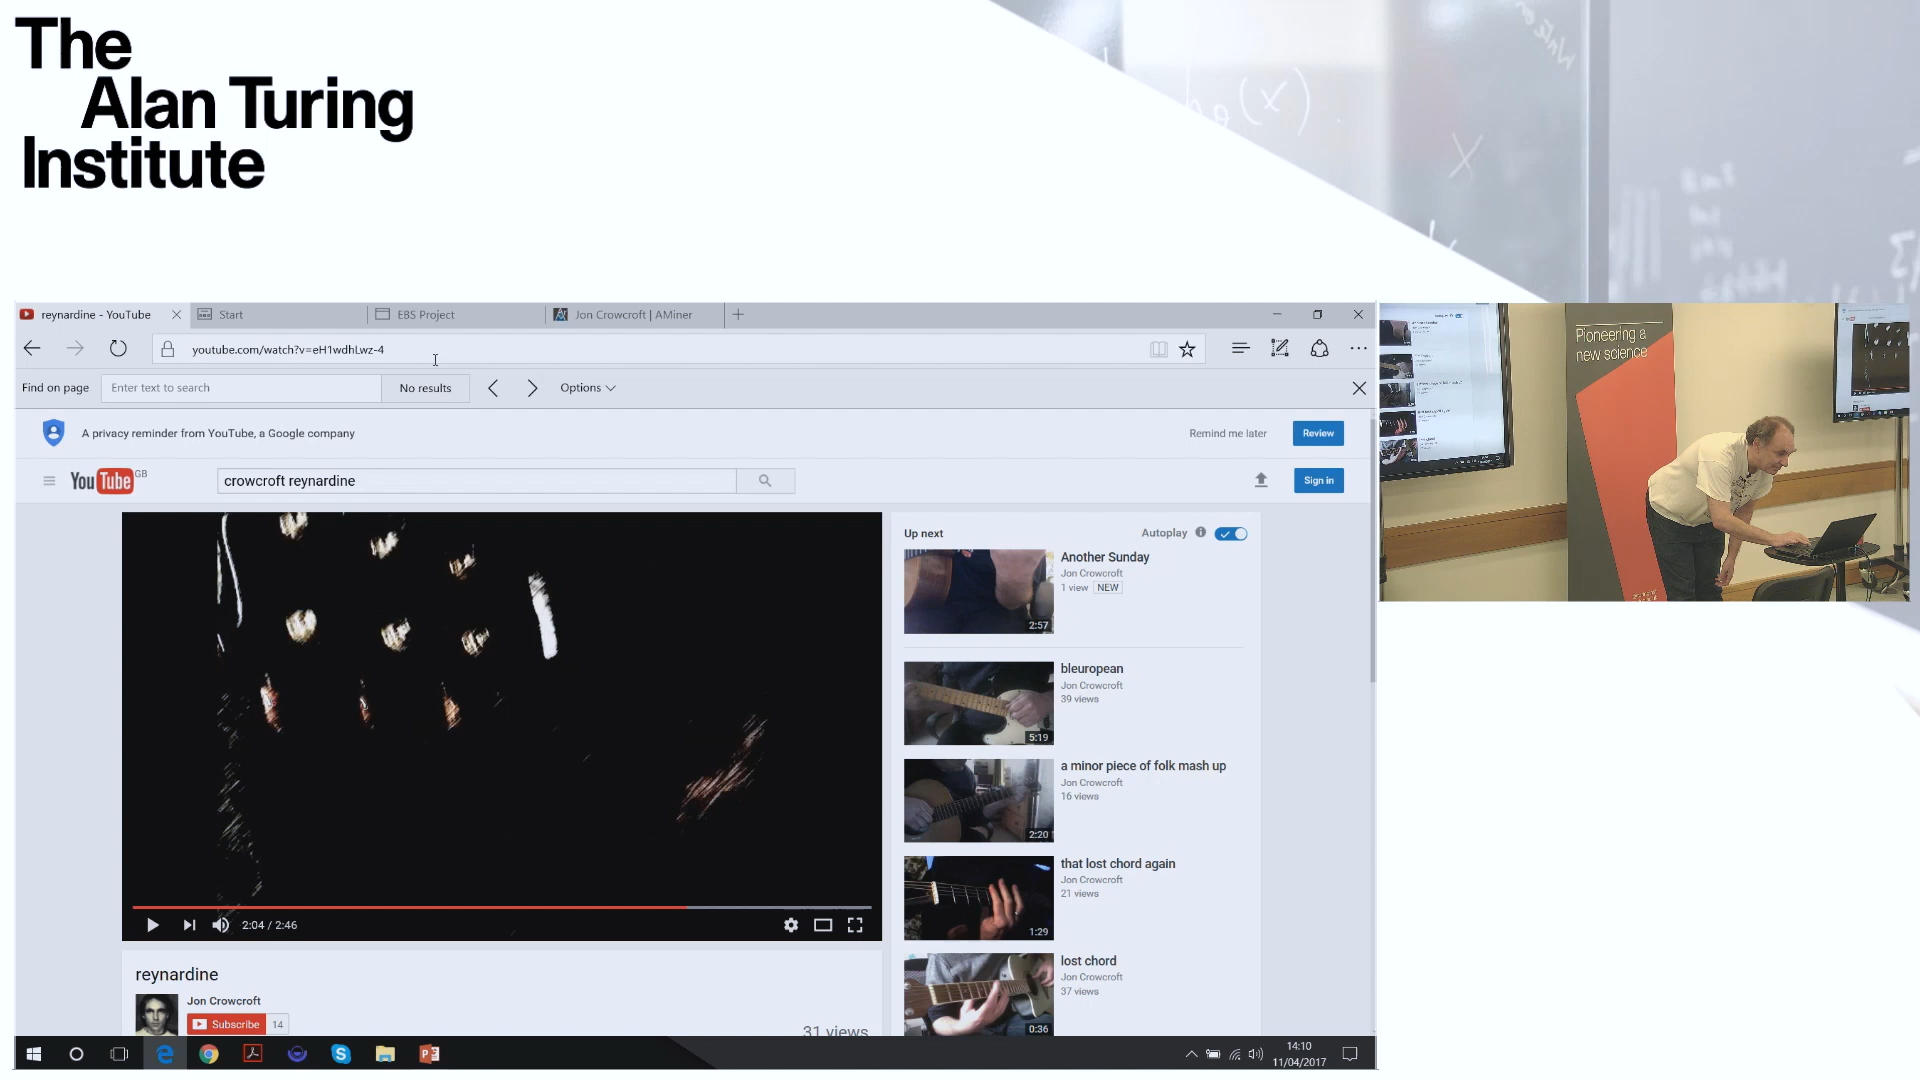 The
Alan Turing
Institute
reynardine - YouTube
Start
EBS Project
Jon Crowcroft | AMiner
youtube.com/watch?v=eH1wdhLwz-4
Find on page
Enter text to search
No results
Options
A privacy reminder from YouTube, a Google company
Remind me later
Review
YouTube GB
crowcroft reynardine
Sign in
Up next
Autoplay
Another Sunday
Jon Crowcroft
1 view NEW
2:57
bleuropean
Jon Crowcroft
39 views
5:19
a minor piece of folk mash up
Jon Crowcroft
16 views
2:20
that lost chord again
Jon Crowcroft
21 views
1:29
lost chord
Jon Crowcroft
37 views
0:36
2:04 / 2:46
reynardine
Jon Crowcroft
Subscribe 14
31 views
14:10
11/04/2017
Pioneering a
new science